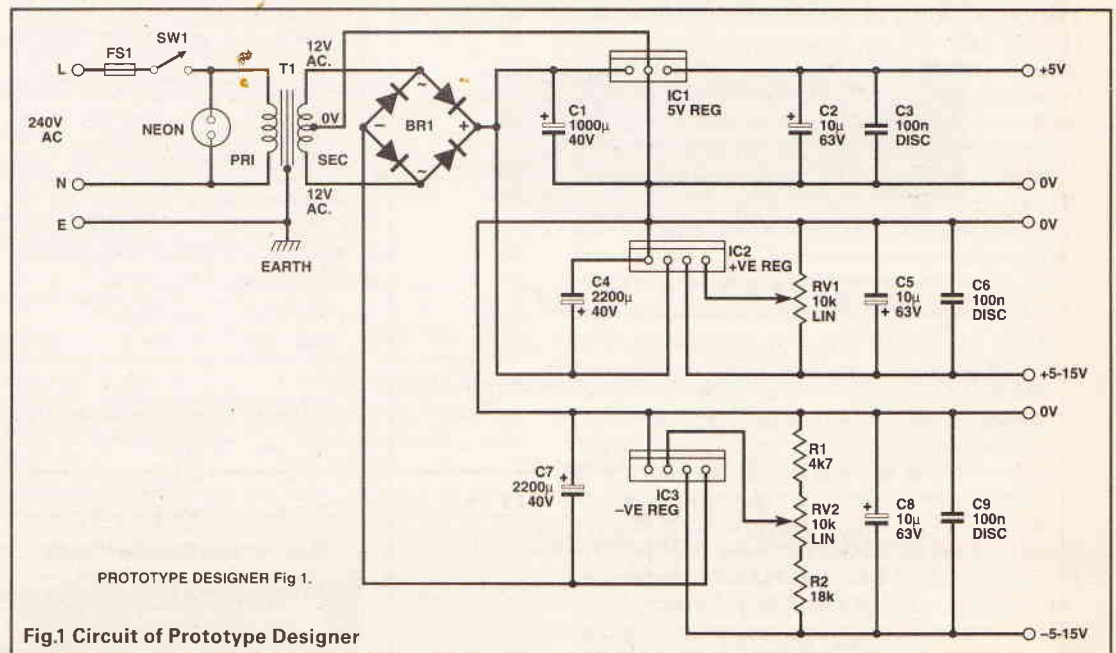 L
FS1
SW1
240V
AC
NEON
N
E
PRI
T1
SEC
12V
AC.
0V
12V
AC.
EARTH
~
BR1
−
+
~
+
C1
1000µ
40V
IC1
5V REG
+
C2
10µ
63V
C3
100n
DISC
+5V
0V
0V
IC2
+VE REG
C4
2200µ
40V
+
RV1
10k
LIN
C5
10µ
63V
+
C6
100n
DISC
+5-15V
0V
C7
2200µ
40V
+
IC3
−VE REG
R1
4k7
RV2
10k
LIN
R2
18k
+
C8
10µ
63V
C9
100n
DISC
−5-15V
PROTOTYPE DESIGNER Fig 1.
Fig.1 Circuit of Prototype Designer